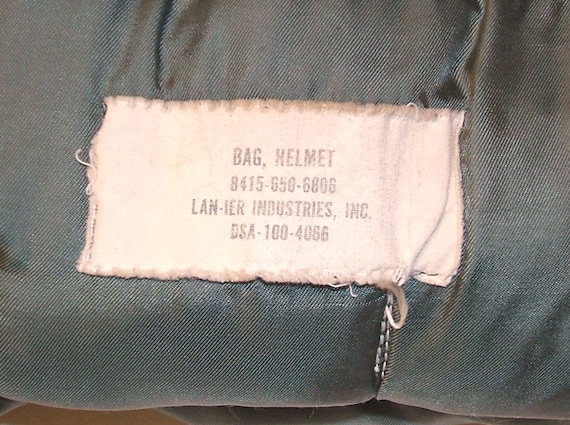 BAG, HELMET
8415-650-6806
LAN-IER INDUSTRIES, INC.
DSA-100-4066